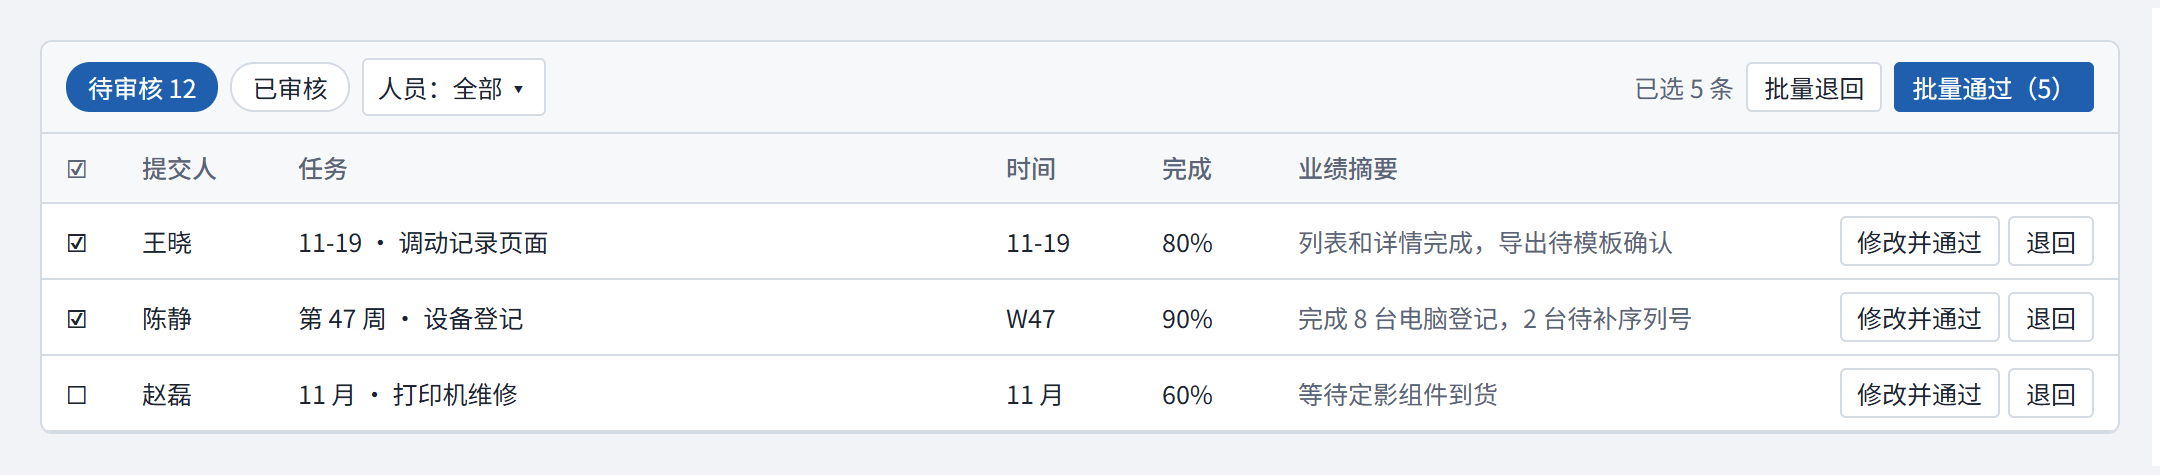 待审核 12 已审核 人员：全部 ▾ 已选 5 条 批量退回 批量通过（5）
☑ 提交人 任务 时间 完成 业绩摘要
☑ 王晓 11-19 · 调动记录页面 11-19 80% 列表和详情完成，导出待模板确认 修改并通过 退回
☑ 陈静 第 47 周 · 设备登记 W47 90% 完成 8 台电脑登记，2 台待补序列号 修改并通过 退回
☐ 赵磊 11 月 · 打印机维修 11 月 60% 等待定影组件到货 修改并通过 退回